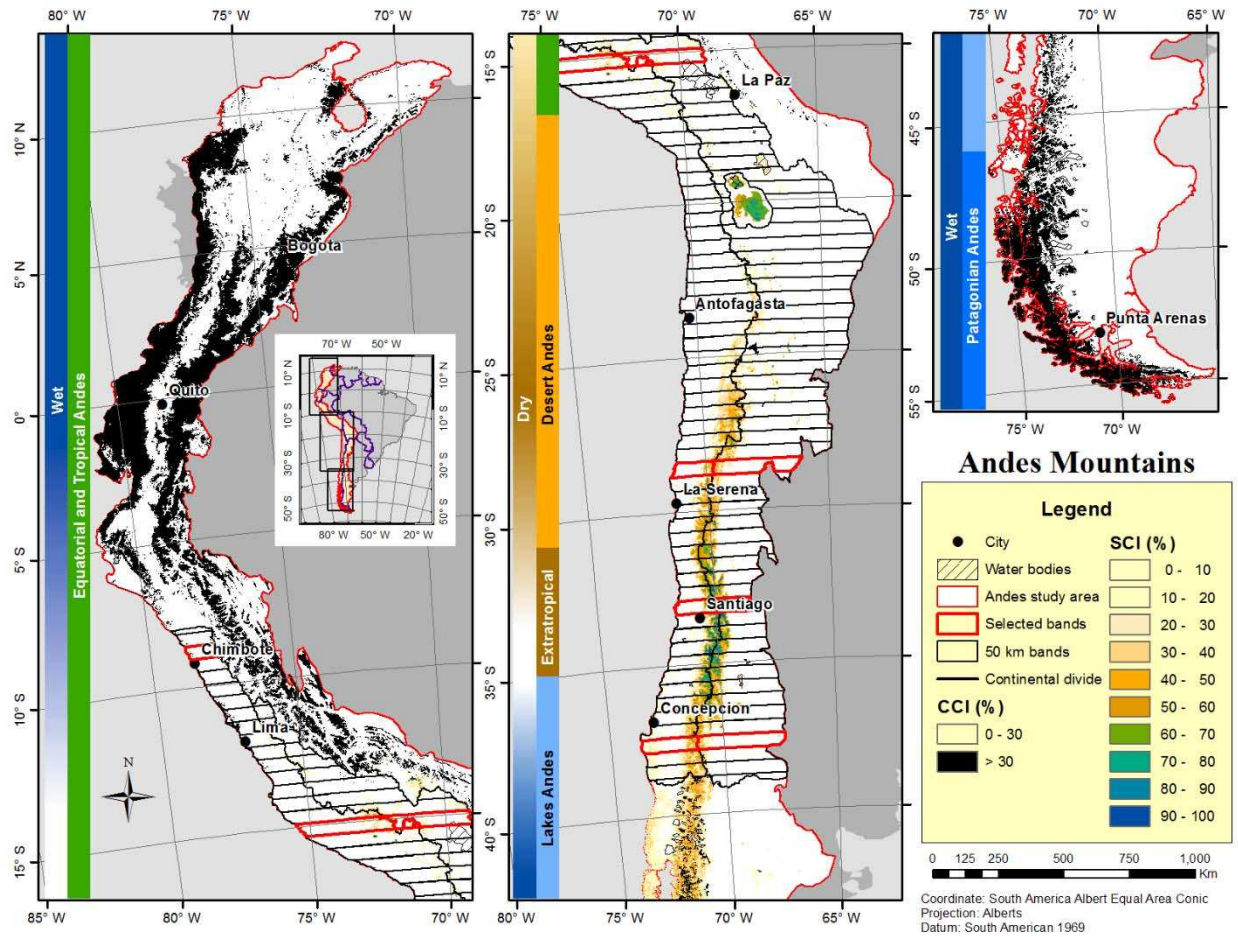 80° W
75° W
70° W
Wet
Equatorial and Tropical Andes
10° N
5° N
0°
5° S
10° S
15° S
Bogota
Quito
Chimbote
Lima
N
85° W
80° W
75° W
70° W
70° W
50° W
10° N
10° S
30° S
50° S
10° N
10° S
30° S
50° S
80° W
50° W
20° W
75° W
70° W
65° W
15° S
20° S
25° S
30° S
35° S
40° S
Dry
Desert Andes
Extratropical
Lakes Andes
La Paz
Antofagasta
La Serena
Santiago
Concepcion
80° W
75° W
70° W
65° W
80° W
75° W
70° W
65° W
Wet
Patagonian Andes
45° S
50° S
55° S
Punta Arenas
75° W
70° W
65° W
Andes Mountains
Legend
City
Water bodies
Andes study area
Selected bands
50 km bands
Continental divide
CCI (%)
0 - 30
> 30
SCI (%)
0 - 10
10 - 20
20 - 30
30 - 40
40 - 50
50 - 60
60 - 70
70 - 80
80 - 90
90 - 100
0 125 250 500 750 1,000
Km
Coordinate: South America Albert Equal Area Conic
Projection: Alberts
Datum: South American 1969